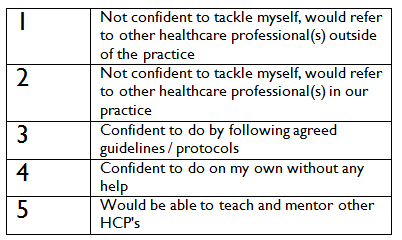 1 Not confident to tackle myself, would refer
to other healthcare professional(s) outside
of the practice
2 Not confident to tackle myself, would refer
to other healthcare professional(s) in our
practice
3 Confident to do by following agreed
guidelines / protocols
4 Confident to do on my own without any
help
5 Would be able to teach and mentor other
HCP's